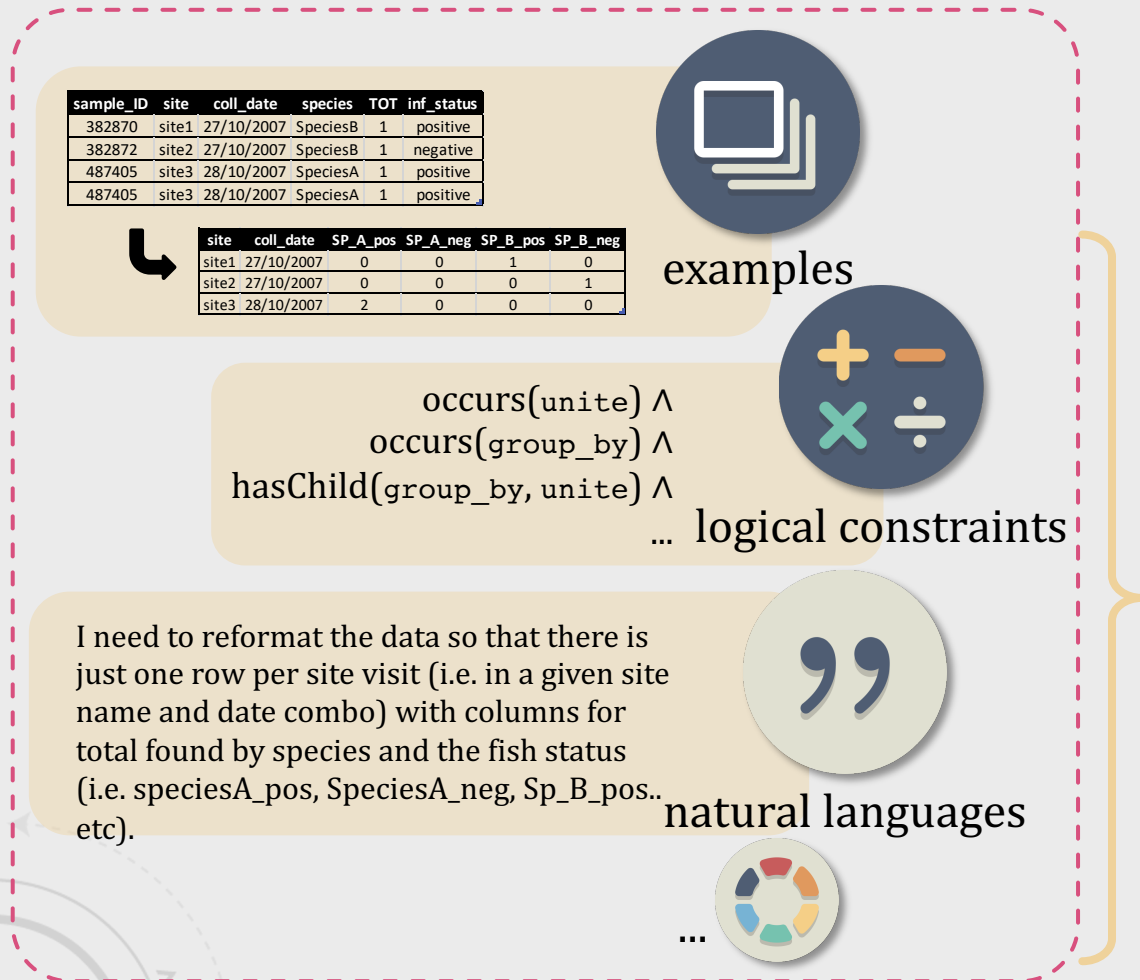 sample_ID site coll_date species TOT inf_status
382870 site1 27/10/2007 SpeciesB 1 positive
382872 site2 27/10/2007 SpeciesB 1 negative
487405 site3 28/10/2007 SpeciesA 1 positive
487405 site3 28/10/2007 SpeciesA 1 positive
site coll_date SP_A_pos SP_A_neg SP_B_pos SP_B_neg
site1 27/10/2007 0 0 1 0
site2 27/10/2007 0 0 0 1
site3 28/10/2007 2 0 0 0
examples
occurs(unite) ∧
occurs(group_by) ∧
hasChild(group_by, unite) ∧
...
logical constraints
I need to reformat the data so that there is
just one row per site visit (i.e. in a given site
name and date combo) with columns for
total found by species and the fish status
(i.e. speciesA_pos, SpeciesA_neg, Sp_B_pos..
etc).
natural languages
...